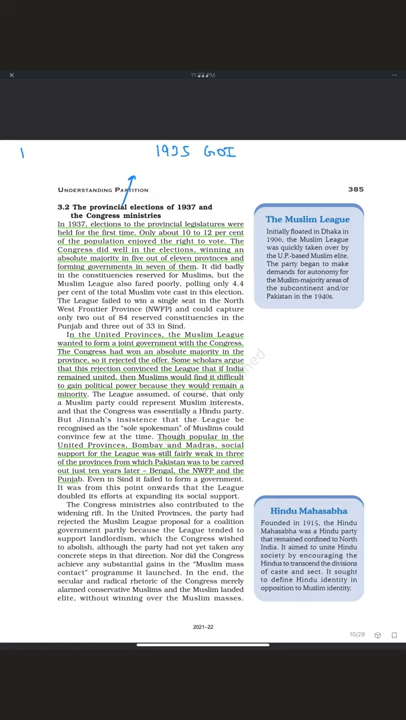 11:44 PM
1935 GOI
UNDERSTANDING PARTITION
385
3.2 The provincial elections of 1937 and
the Congress ministries
In 1937, elections to the provincial legislatures were
held for the first time. Only about 10 to 12 per cent
of the population enjoyed the right to vote. The
Congress did well in the elections, winning an
absolute majority in five out of eleven provinces and
forming governments in seven of them. It did badly
in the constituencies reserved for Muslims, but the
Muslim League also fared poorly, polling only 4.4
per cent of the total Muslim vote cast in this election.
The League failed to win a single seat in the North
West Frontier Province (NWFP) and could capture
only two out of 84 reserved constituencies in the
Punjab and three out of 33 in Sind.
In the United Provinces, the Muslim League
wanted to form a joint government with the Congress.
The Congress had won an absolute majority in the
province, so it rejected the offer. Some scholars argue
that this rejection convinced the League that if India
remained united, then Muslims would find it difficult
to gain political power because they would remain a
minority. The League assumed, of course, that only
a Muslim party could represent Muslim interests,
and that the Congress was essentially a Hindu party.
But Jinnah's insistence that the League be
recognised as the "sole spokesman" of Muslims could
convince few at the time. Though popular in the
United Provinces, Bombay and Madras, social
support for the League was still fairly weak in three
of the provinces from which Pakistan was to be carved
out just ten years later – Bengal, the NWFP and the
Punjab. Even in Sind it failed to form a government.
It was from this point onwards that the League
doubled its efforts at expanding its social support.
The Congress ministries also contributed to the
widening rift. In the United Provinces, the party had
rejected the Muslim League proposal for a coalition
government partly because the League tended to
support landlordism, which the Congress wished
to abolish, although the party had not yet taken any
concrete steps in that direction. Nor did the Congress
achieve any substantial gains in the "Muslim mass
contact" programme it launched. In the end, the
secular and radical rhetoric of the Congress merely
alarmed conservative Muslims and the Muslim landed
elite, without winning over the Muslim masses.
The Muslim League
Initially floated in Dhaka in
1906, the Muslim League
was quickly taken over by
the U.P.-based Muslim elite.
The party began to make
demands for autonomy for
the Muslim-majority areas of
the subcontinent and/or
Pakistan in the 1940s.
Hindu Mahasabha
Founded in 1915, the Hindu
Mahasabha was a Hindu party
that remained confined to North
India. It aimed to unite Hindu
society by encouraging the
Hindus to transcend the divisions
of caste and sect. It sought
to define Hindu identity in
opposition to Muslim identity.
2021–22
10/28